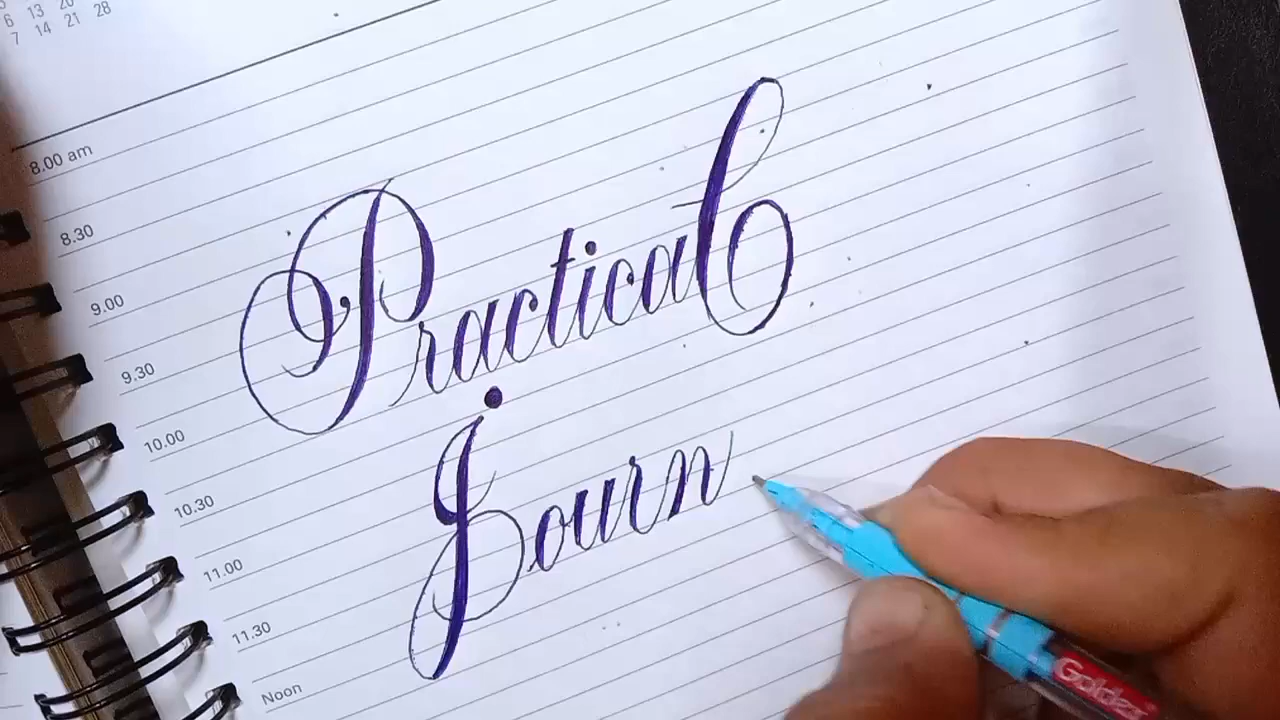 6 13 20
7 14 21 28
8.00 am
8.30
9.00
9.30
10.00
10.30
11.00
11.30
Noon
Practical
Journ
Golden